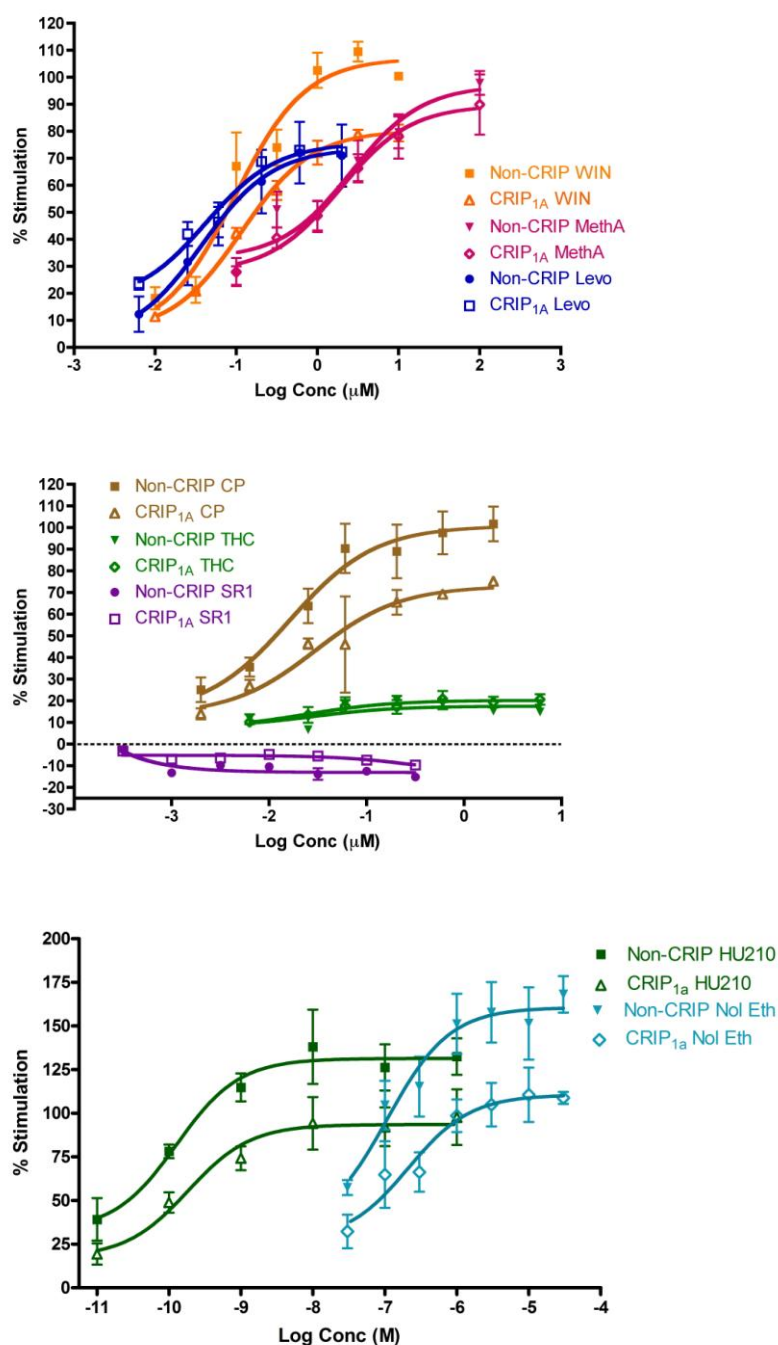 120
110
100
90
80
70
60
50
40
30
20
10
0
% Stimulation
-3
-2
-1
0
1
2
3
Log Conc (μM)
Non-CRIP WIN
CRIP1A WIN
Non-CRIP MethA
CRIP1A MethA
Non-CRIP Levo
CRIP1A Levo
Non-CRIP CP
CRIP1A CP
Non-CRIP THC
CRIP1A THC
Non-CRIP SR1
CRIP1A SR1
120
110
100
90
80
70
60
50
40
30
20
10
0
-10
-20
-30
% Stimulation
-3
-2
-1
0
1
Log Conc (μM)
200
175
150
125
100
75
50
25
0
% Stimulation
-11
-10
-9
-8
-7
-6
-5
-4
Log Conc (M)
Non-CRIP HU210
CRIP1a HU210
Non-CRIP Nol Eth
CRIP1a Nol Eth